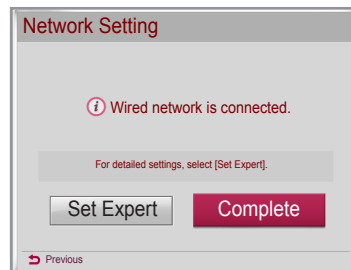 Network Setting
Wired network is connected.
For detailed settings, select [Set Expert].
Set Expert
Complete
Previous